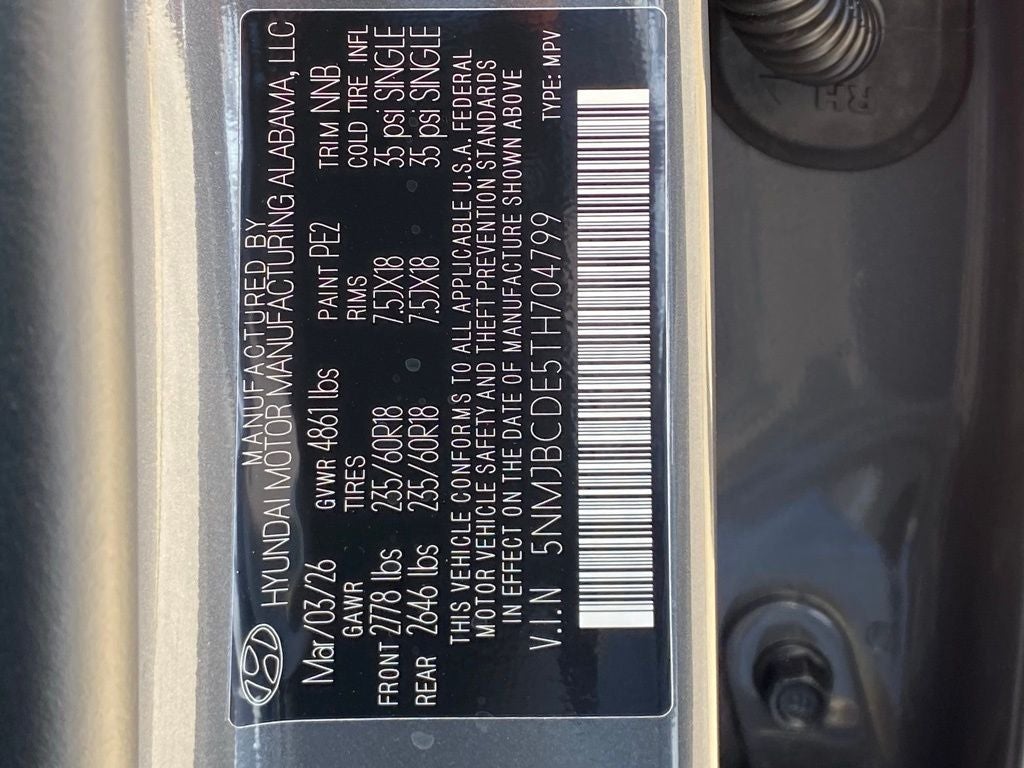 MANUFACTURED BY
HYUNDAI MOTOR MANUFACTURING ALABAMA, LLC
Mar/03/26 GVWR 4861 lbs PAINT PE2 TRIM NNB
GAWR TIRES RIMS COLD TIRE INFL
FRONT 2778 lbs 235/60R18 7.5JX18 35 psi SINGLE
REAR 2646 lbs 235/60R18 7.5JX18 35 psi SINGLE
THIS VEHICLE CONFORMS TO ALL APPLICABLE U.S.A. FEDERAL
MOTOR VEHICLE SAFETY AND THEFT PREVENTION STANDARDS
IN EFFECT ON THE DATE OF MANUFACTURE SHOWN ABOVE
V.I.N 5NMJBCDE5TH704799 TYPE: MPV
RH